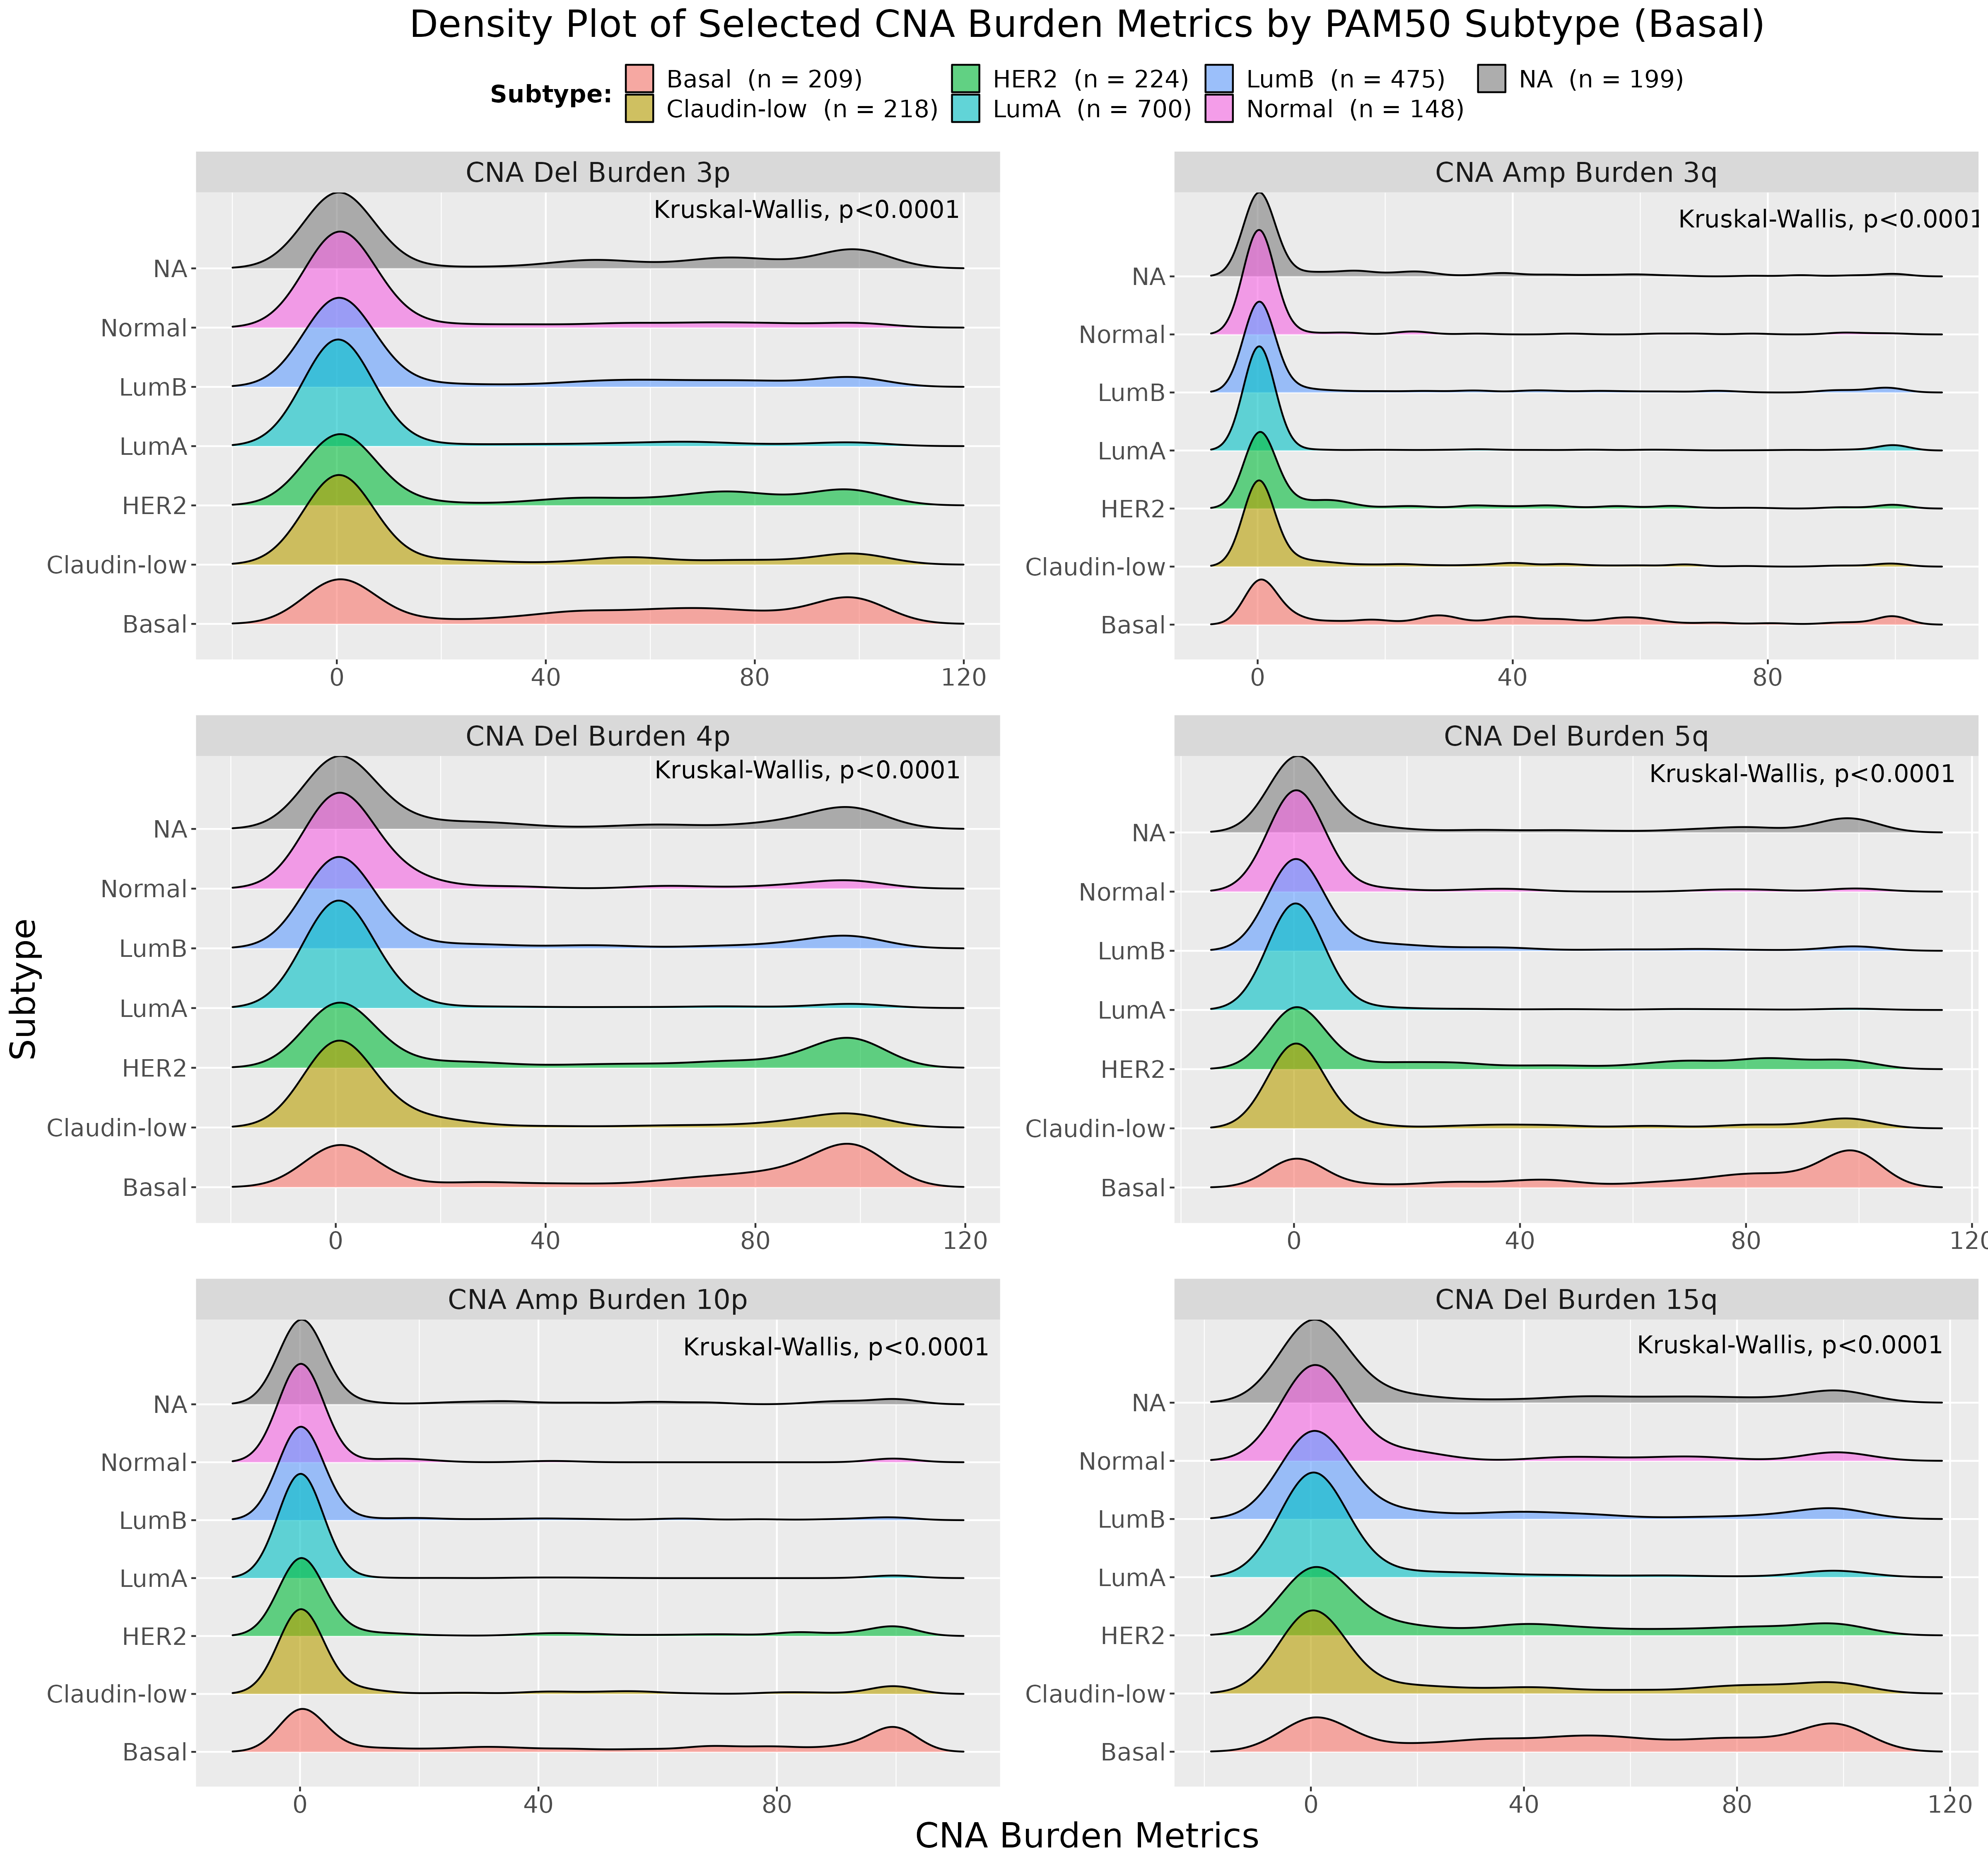 Density Plot of Selected CNA Burden Metrics by PAM50 Subtype (Basal)
Subtype:
Basal (n = 209)
HER2 (n = 224)
LumB (n = 475)
NA (n = 199)
Claudin-low (n = 218)
LumA (n = 700)
Normal (n = 148)
CNA Del Burden 3p
Kruskal-Wallis, p<0.0001
NA
Normal
LumB
LumA
HER2
Claudin-low
Basal
0 40 80 120
CNA Amp Burden 3q
Kruskal-Wallis, p<0.0001
NA
Normal
LumB
LumA
HER2
Claudin-low
Basal
0 40 80
CNA Del Burden 4p
Kruskal-Wallis, p<0.0001
NA
Normal
LumB
LumA
HER2
Claudin-low
Basal
0 40 80 120
CNA Del Burden 5q
Kruskal-Wallis, p<0.0001
NA
Normal
LumB
LumA
HER2
Claudin-low
Basal
0 40 80 120
CNA Amp Burden 10p
Kruskal-Wallis, p<0.0001
NA
Normal
LumB
LumA
HER2
Claudin-low
Basal
0 40 80
CNA Del Burden 15q
Kruskal-Wallis, p<0.0001
NA
Normal
LumB
LumA
HER2
Claudin-low
Basal
0 40 80 120
Subtype
CNA Burden Metrics